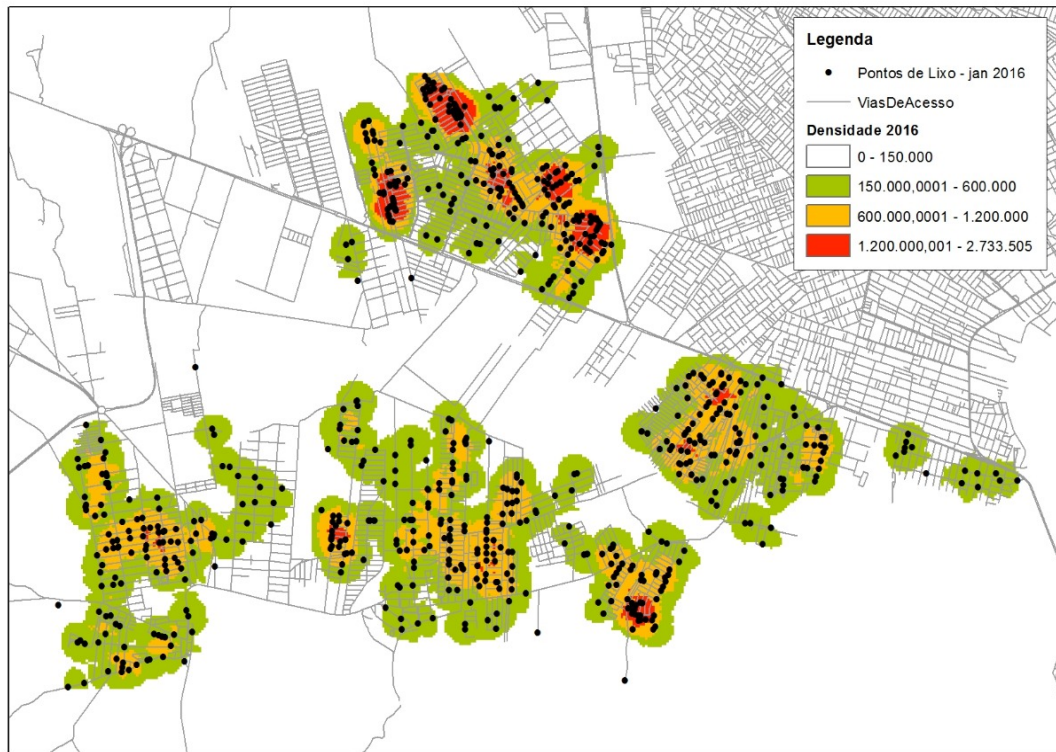 Legenda
Pontos de Lixo - jan 2016
ViasDeAcesso
Densidade 2016
0 - 150.000
150.000,0001 - 600.000
600.000,0001 - 1.200.000
1.200.000,001 - 2.733.505